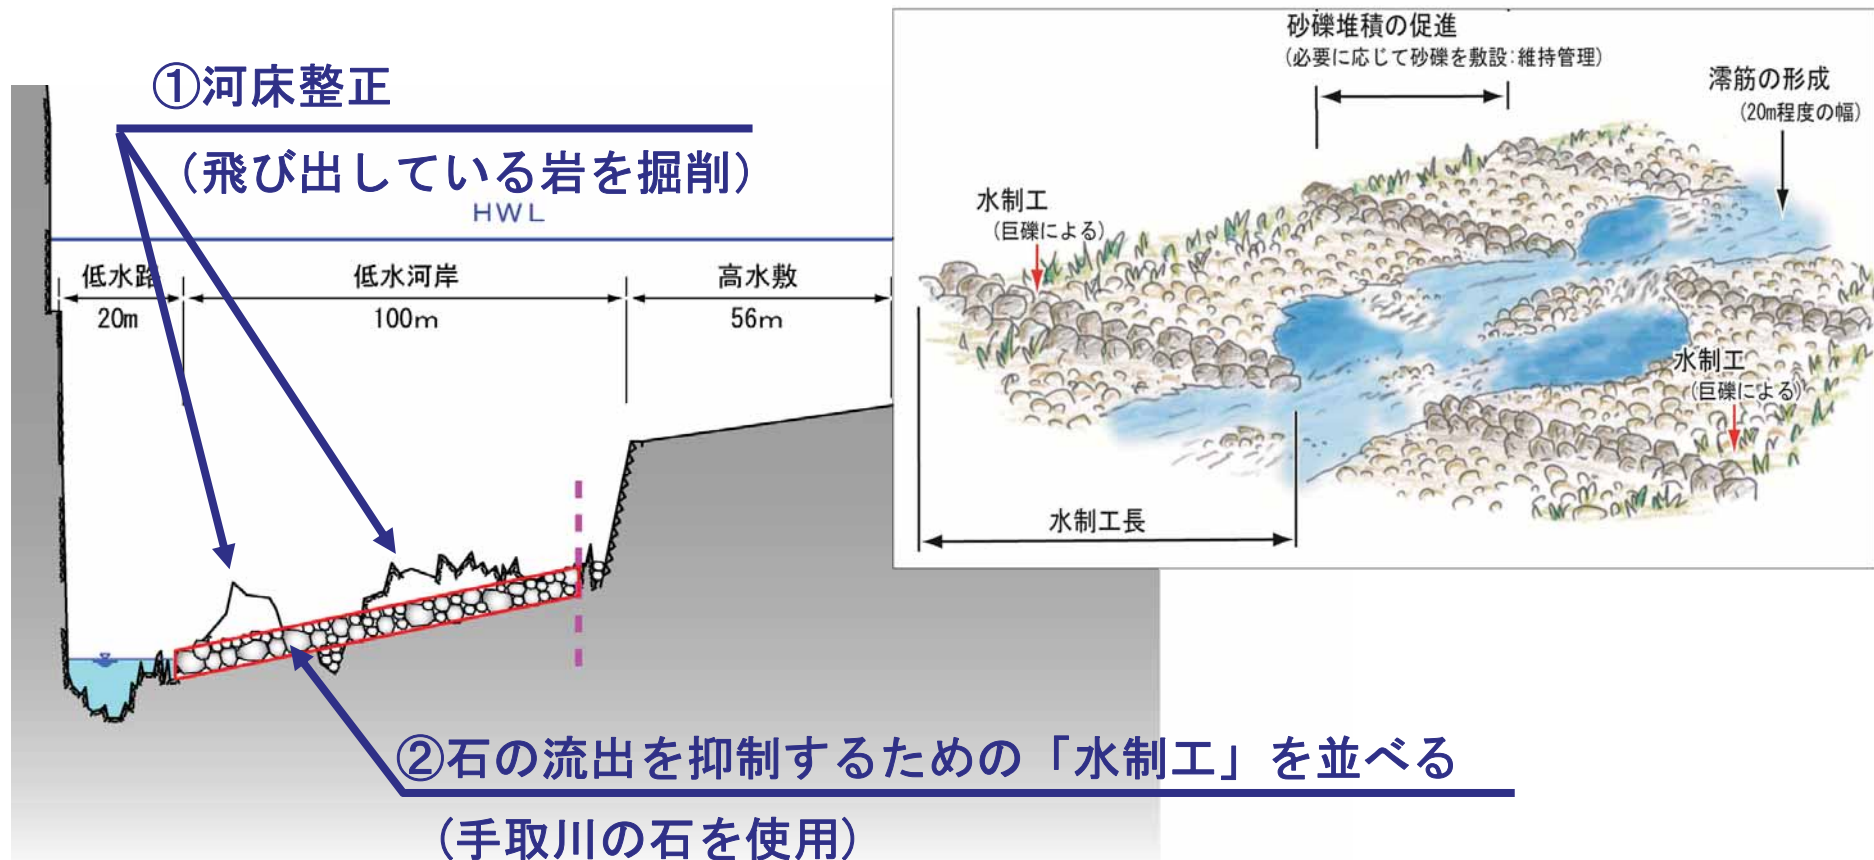 ①河床整正
(飛び出している岩を掘削)
HWL
低水路
低水河岸
高水敷
20m
100m
56m
②石の流出を抑制するための「水制工」を並べる
(手取川の石を使用)
砂礫堆積の促進
(必要に応じて砂礫を敷設:維持管理)
澪筋の形成
(20m程度の幅)
水制工
(巨礫による)
水制工
(巨礫による)
水制工長